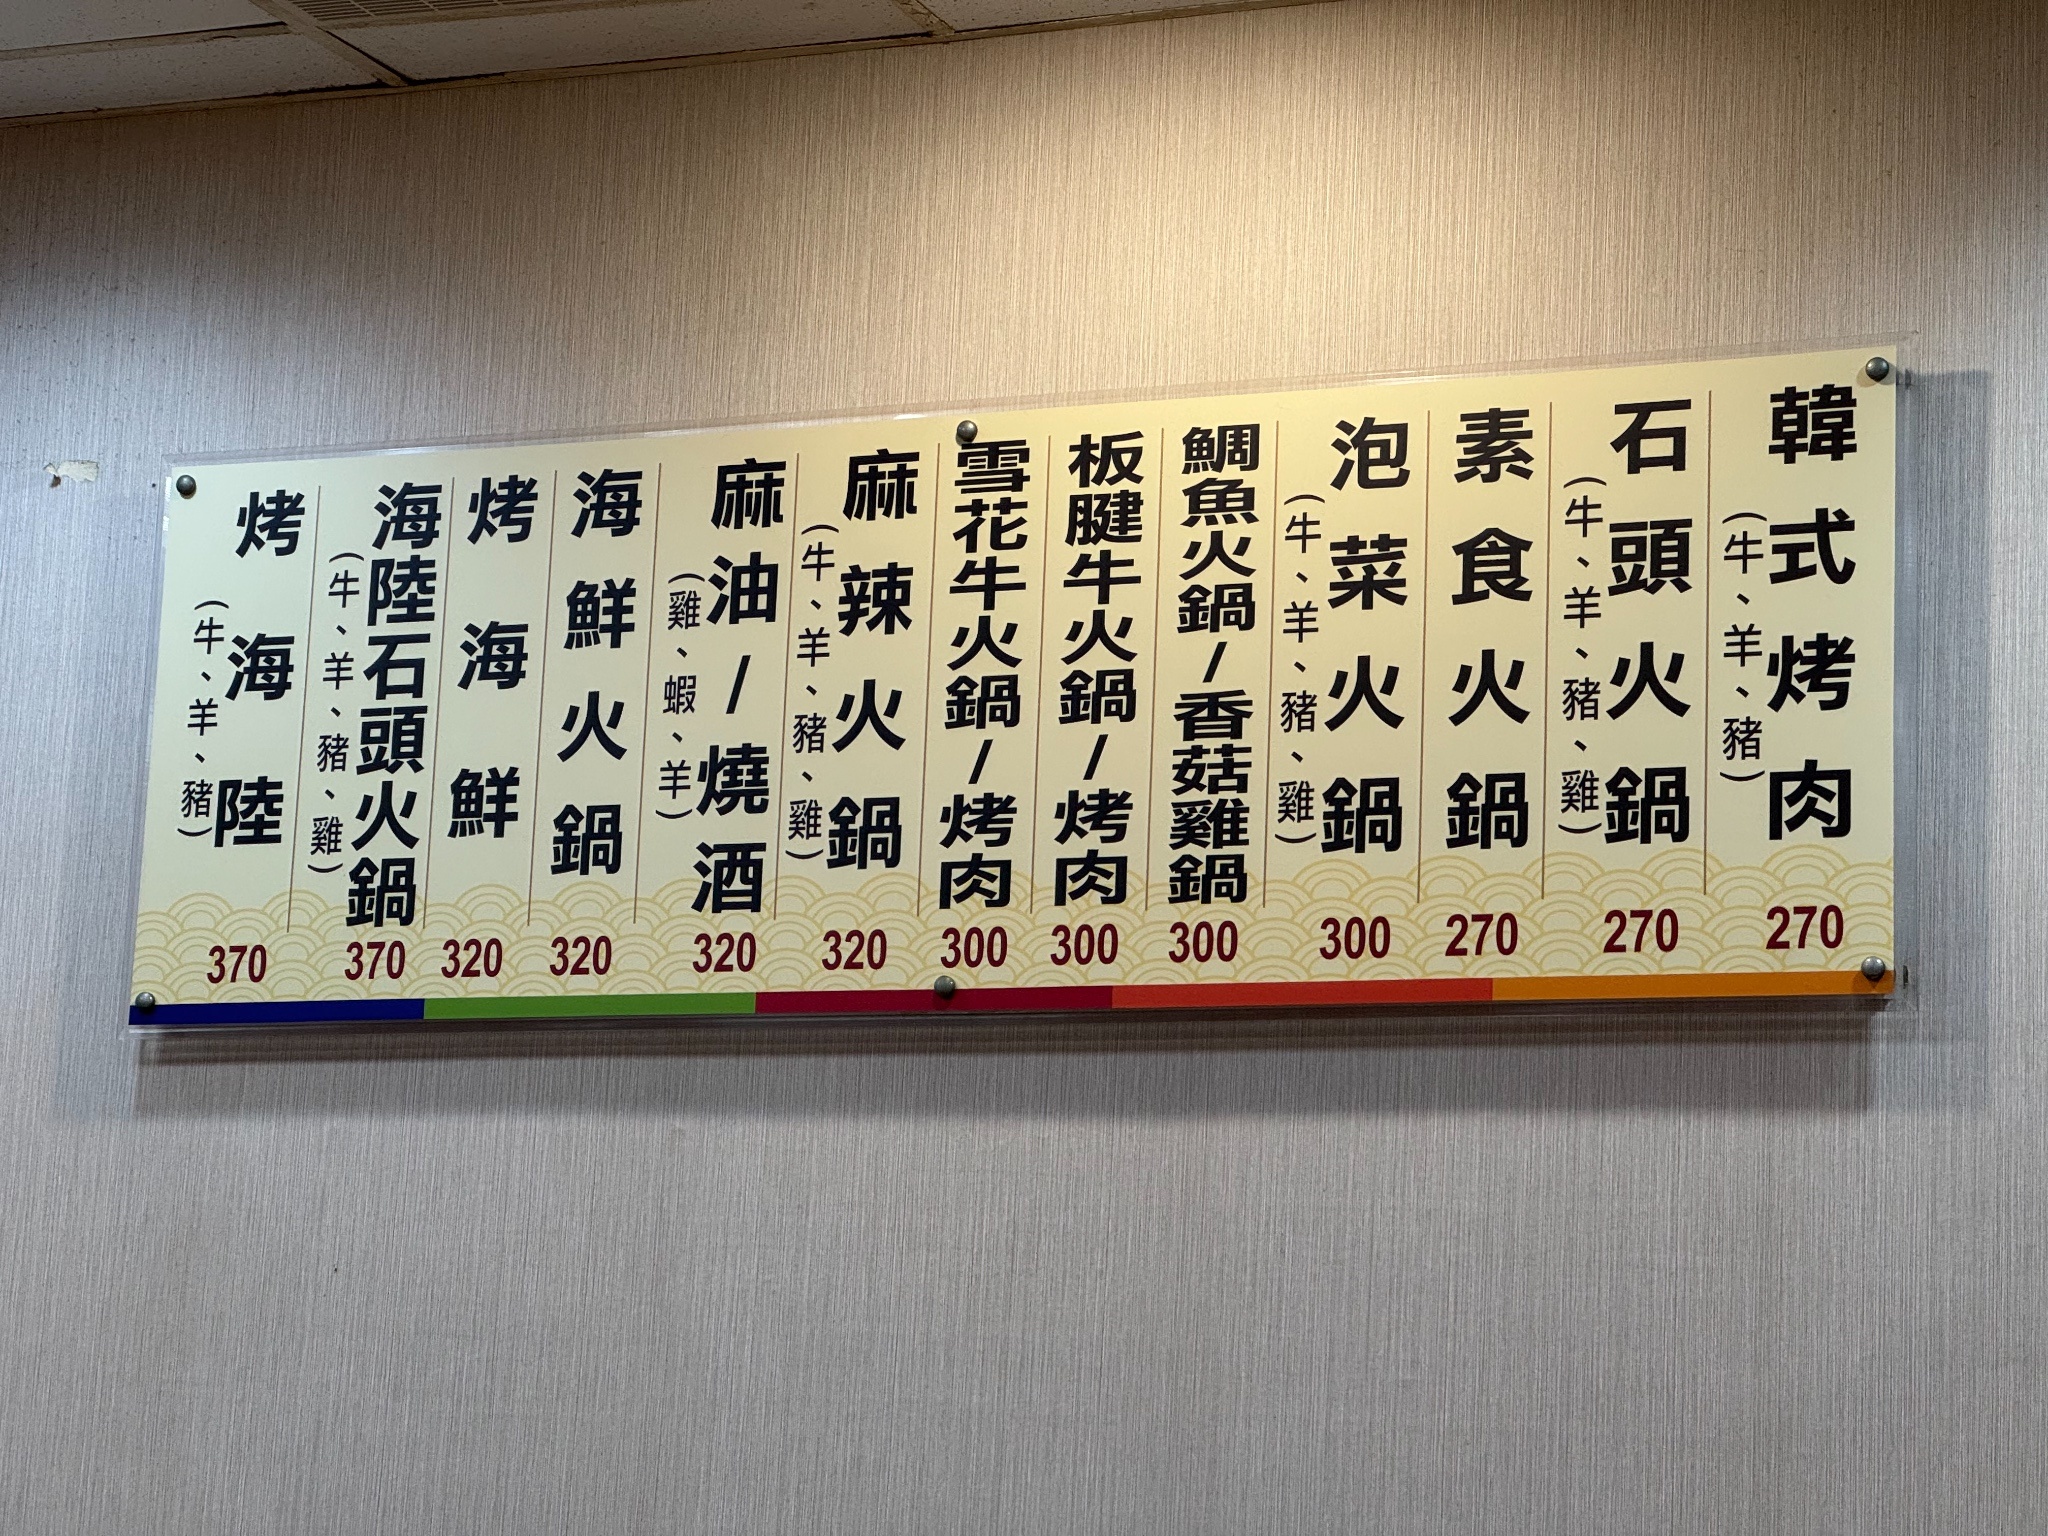 韓式烤肉
(牛、羊、豬)
270
石頭火鍋
(牛、羊、豬、雞)
270
素食火鍋
270
泡菜火鍋
(牛、羊、豬、雞)
300
鯛魚火鍋/香菇雞鍋
300
板腱牛火鍋/烤肉
300
雪花牛火鍋/烤肉
300
麻辣火鍋
(牛、羊、豬、雞)
320
麻油/燒酒
(雞、蝦、羊)
320
海鮮火鍋
320
烤海鮮
320
海陸石頭火鍋
(牛、羊、豬、雞)
370
烤海陸
(牛、羊、豬)
370